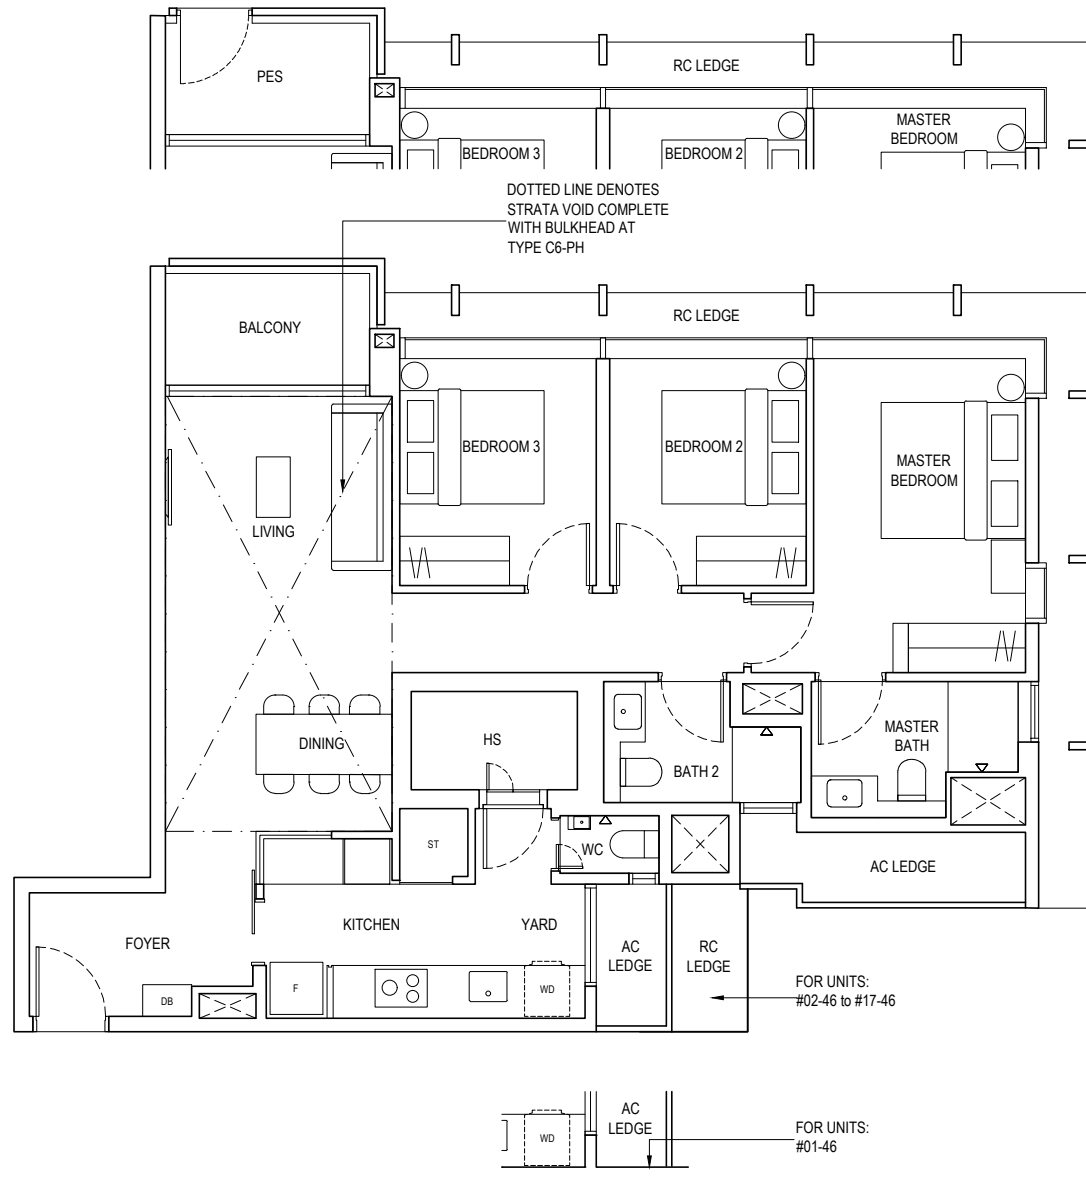 PES
RC LEDGE
MASTER
BEDROOM
BEDROOM 3
BEDROOM 2
DOTTED LINE DENOTES
STRATA VOID COMPLETE
WITH BULKHEAD AT
TYPE C6-PH
BALCONY
RC LEDGE
BEDROOM 3
BEDROOM 2
MASTER
BEDROOM
LIVING
DINING
HS
BATH 2
MASTER
BATH
ST
WC
AC LEDGE
FOYER
KITCHEN
YARD
AC
LEDGE
RC
LEDGE
DB
F
WD
FOR UNITS:
#02-46 to #17-46
WD
AC
LEDGE
FOR UNITS:
#01-46